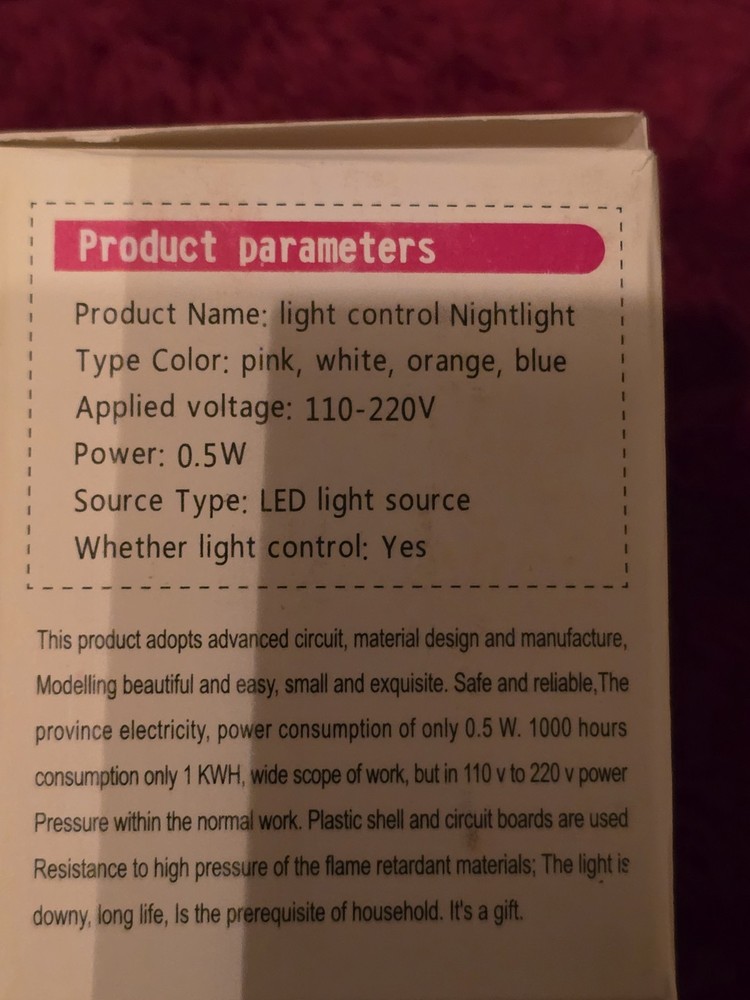 Product parameters
Product Name: light control Nightlight
Type Color: pink, white, orange, blue
Applied voltage: 110-220V
Power: 0.5W
Source Type: LED light source
Whether light control: Yes
This product adopts advanced circuit, material design and manufacture,
Modelling beautiful and easy, small and exquisite. Safe and reliable,The
province electricity, power consumption of only 0.5 W. 1000 hours
consumption only 1 KWH, wide scope of work, but in 110 v to 220 v power
Pressure within the normal work. Plastic shell and circuit boards are used
Resistance to high pressure of the flame retardant materials; The light is
downy, long life, Is the prerequisite of household. It's a gift.